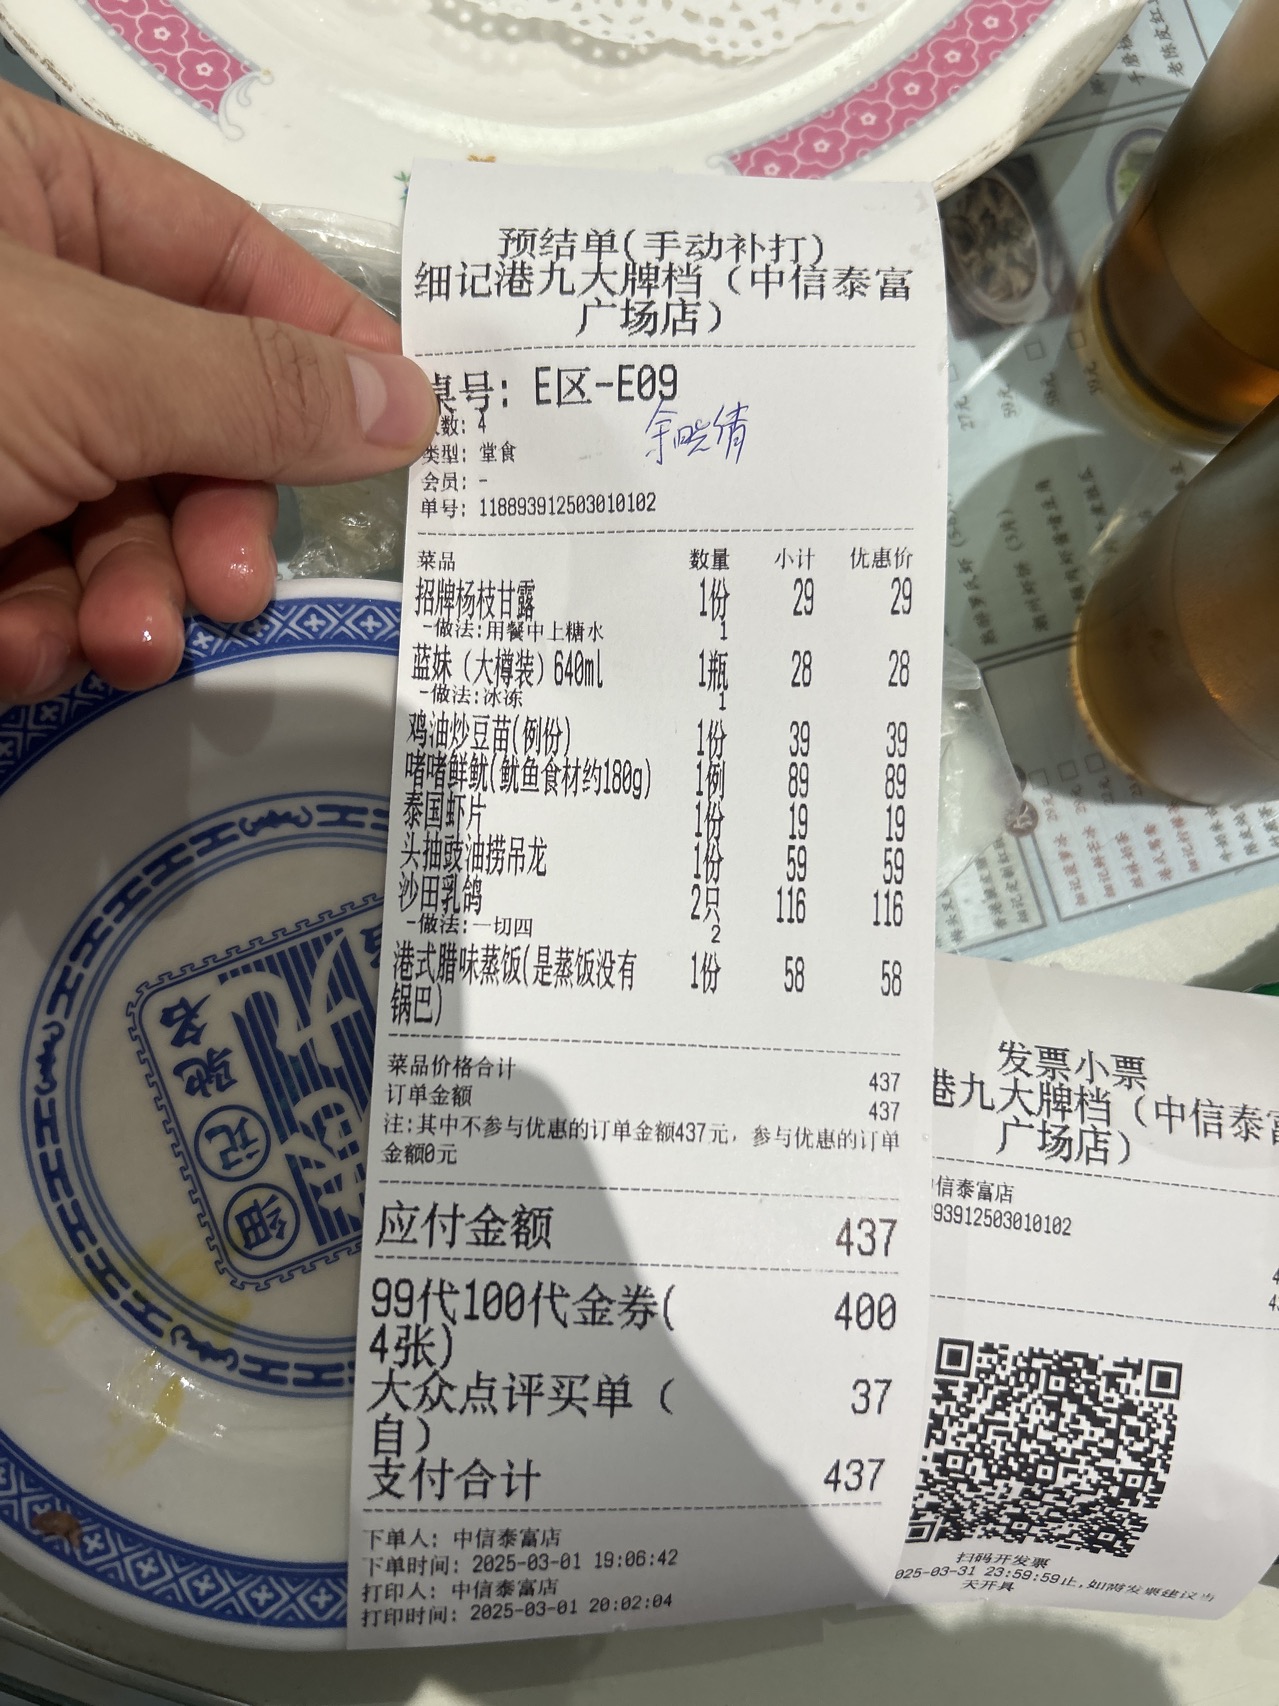 预结单(手动补打)
细记港九大牌档（中信泰富
广场店）
桌号: E区-E09
数: 4
余晓倩
类型: 堂食
会员: -
单号: 118893912503010102
菜品 数量 小计 优惠价
招牌杨枝甘露 1份 29 29
-做法:用餐中上糖水 1
蓝妹（大樽装）640ml 1瓶 28 28
-做法:冰冻 1
鸡油炒豆苗(例份) 1份 39 39
啫啫鲜鱿(鱿鱼食材约180g) 1例 89 89
泰国虾片 1份 19 19
头抽豉油捞吊龙 1份 59 59
沙田乳鸽 2只 116 116
-做法:一切四 2
港式腊味蒸饭(是蒸饭没有 1份 58 58
锅巴)
菜品价格合计 437
订单金额 437
注:其中不参与优惠的订单金额437元，参与优惠的订单
金额0元
应付金额 437
99代100代金券( 400
4张)
大众点评买单（ 37
自）
支付合计 437
下单人: 中信泰富店
下单时间: 2025-03-01 19:06:42
打印人: 中信泰富店
打印时间: 2025-03-01 20:02:04
发票小票
港九大牌档（中信泰富
广场店）
信泰富店
93912503010102
扫码开发票
025-03-31 23:59:59止,如需发票建议当
天开具
细记
驰名